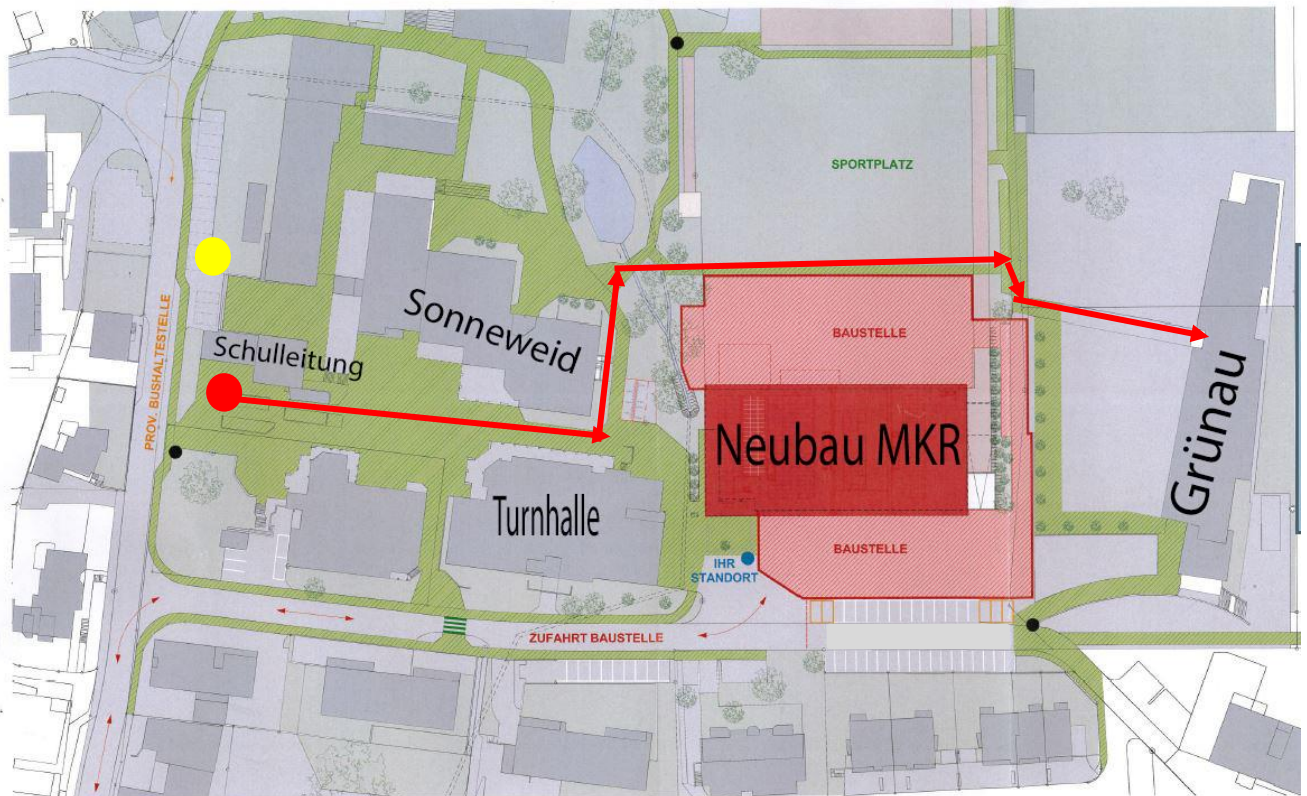 SPORTPLATZ
PROV. BUSHALTESTELLE
Sonneweid
Schulleitung
BAUSTELLE
Neubau MKR
Grünau
Turnhalle
BAUSTELLE
IHR
STANDORT
ZUFAHRT BAUSTELLE